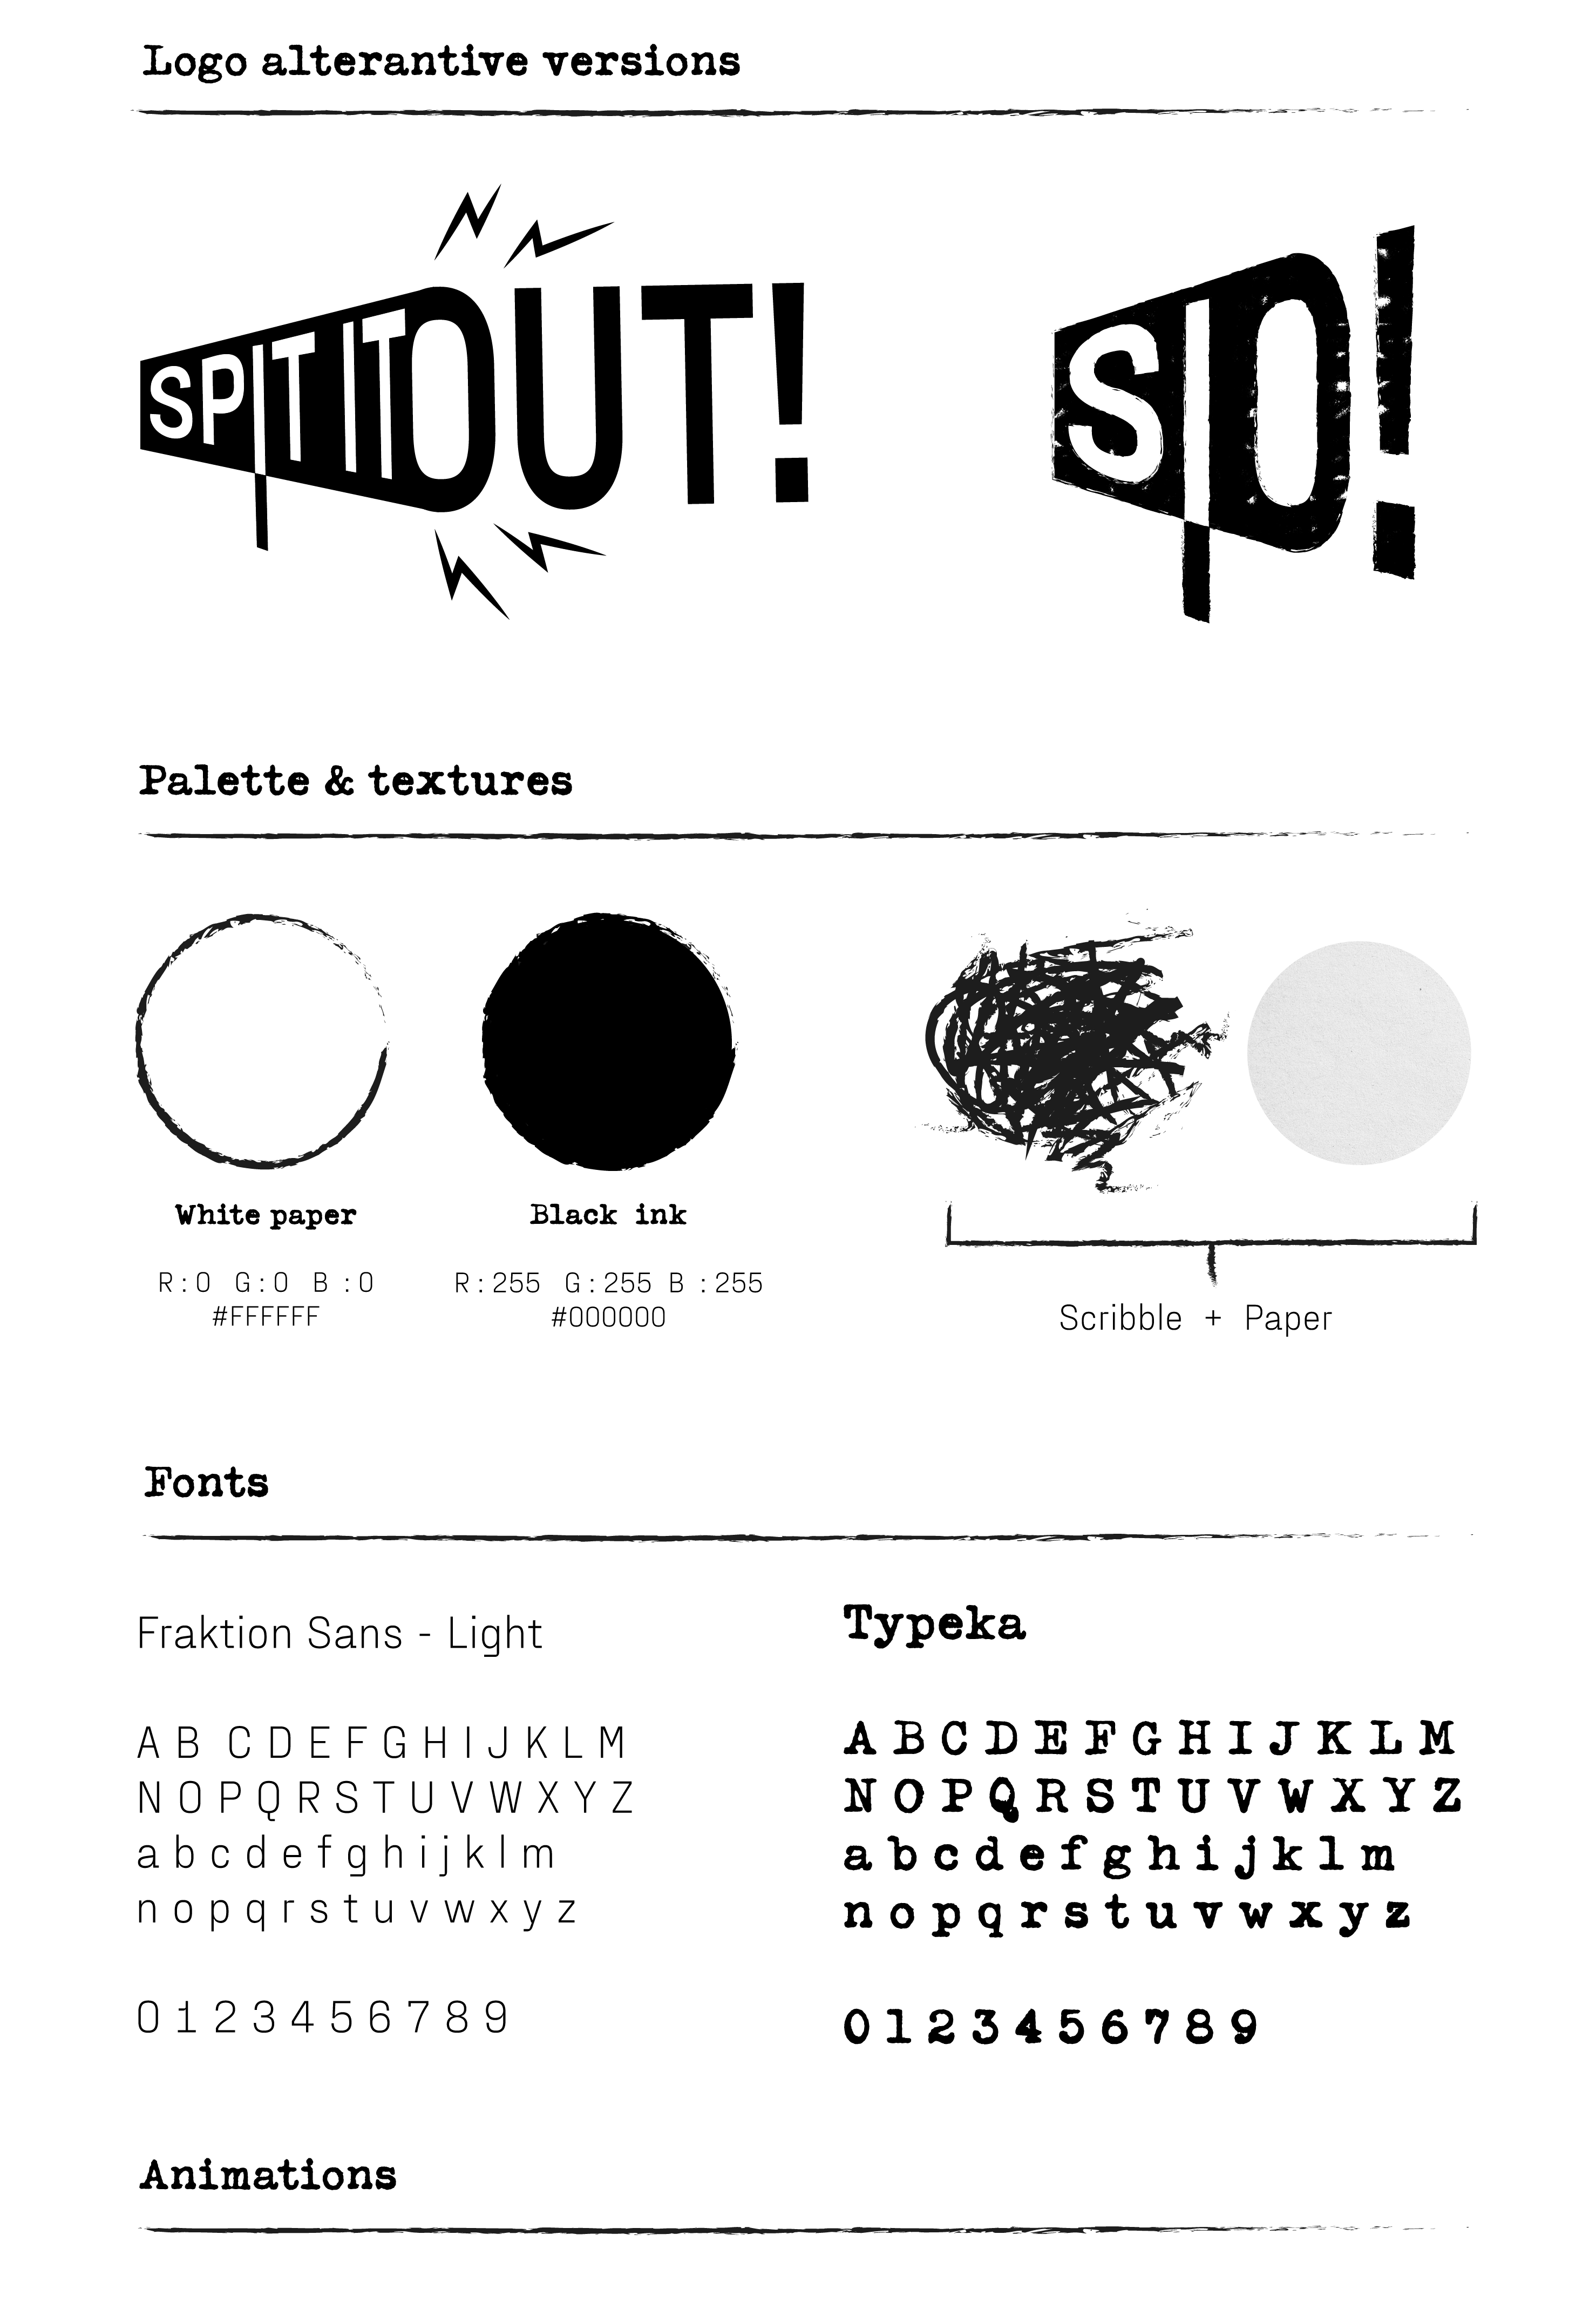 Logo alterantive versions
SPIT IT OUT!
S I O !
Palette & textures
White paper
Black ink
R:0 G:0 B :0
#FFFFFF
R:255 G:255 B :255
#000000
Scribble + Paper
Fonts
Fraktion Sans - Light
A B C D E F G H I J K L M
N O P Q R S T U V W X Y Z
a b c d e f g h i j k l m
n o p q r s t u v w x y z
0 1 2 3 4 5 6 7 8 9
Typeka
A B C D E F G H I J K L M
N O P Q R S T U V W X Y Z
a b c d e f g h i j k l m
n o p q r s t u v w x y z
0 1 2 3 4 5 6 7 8 9
Animations